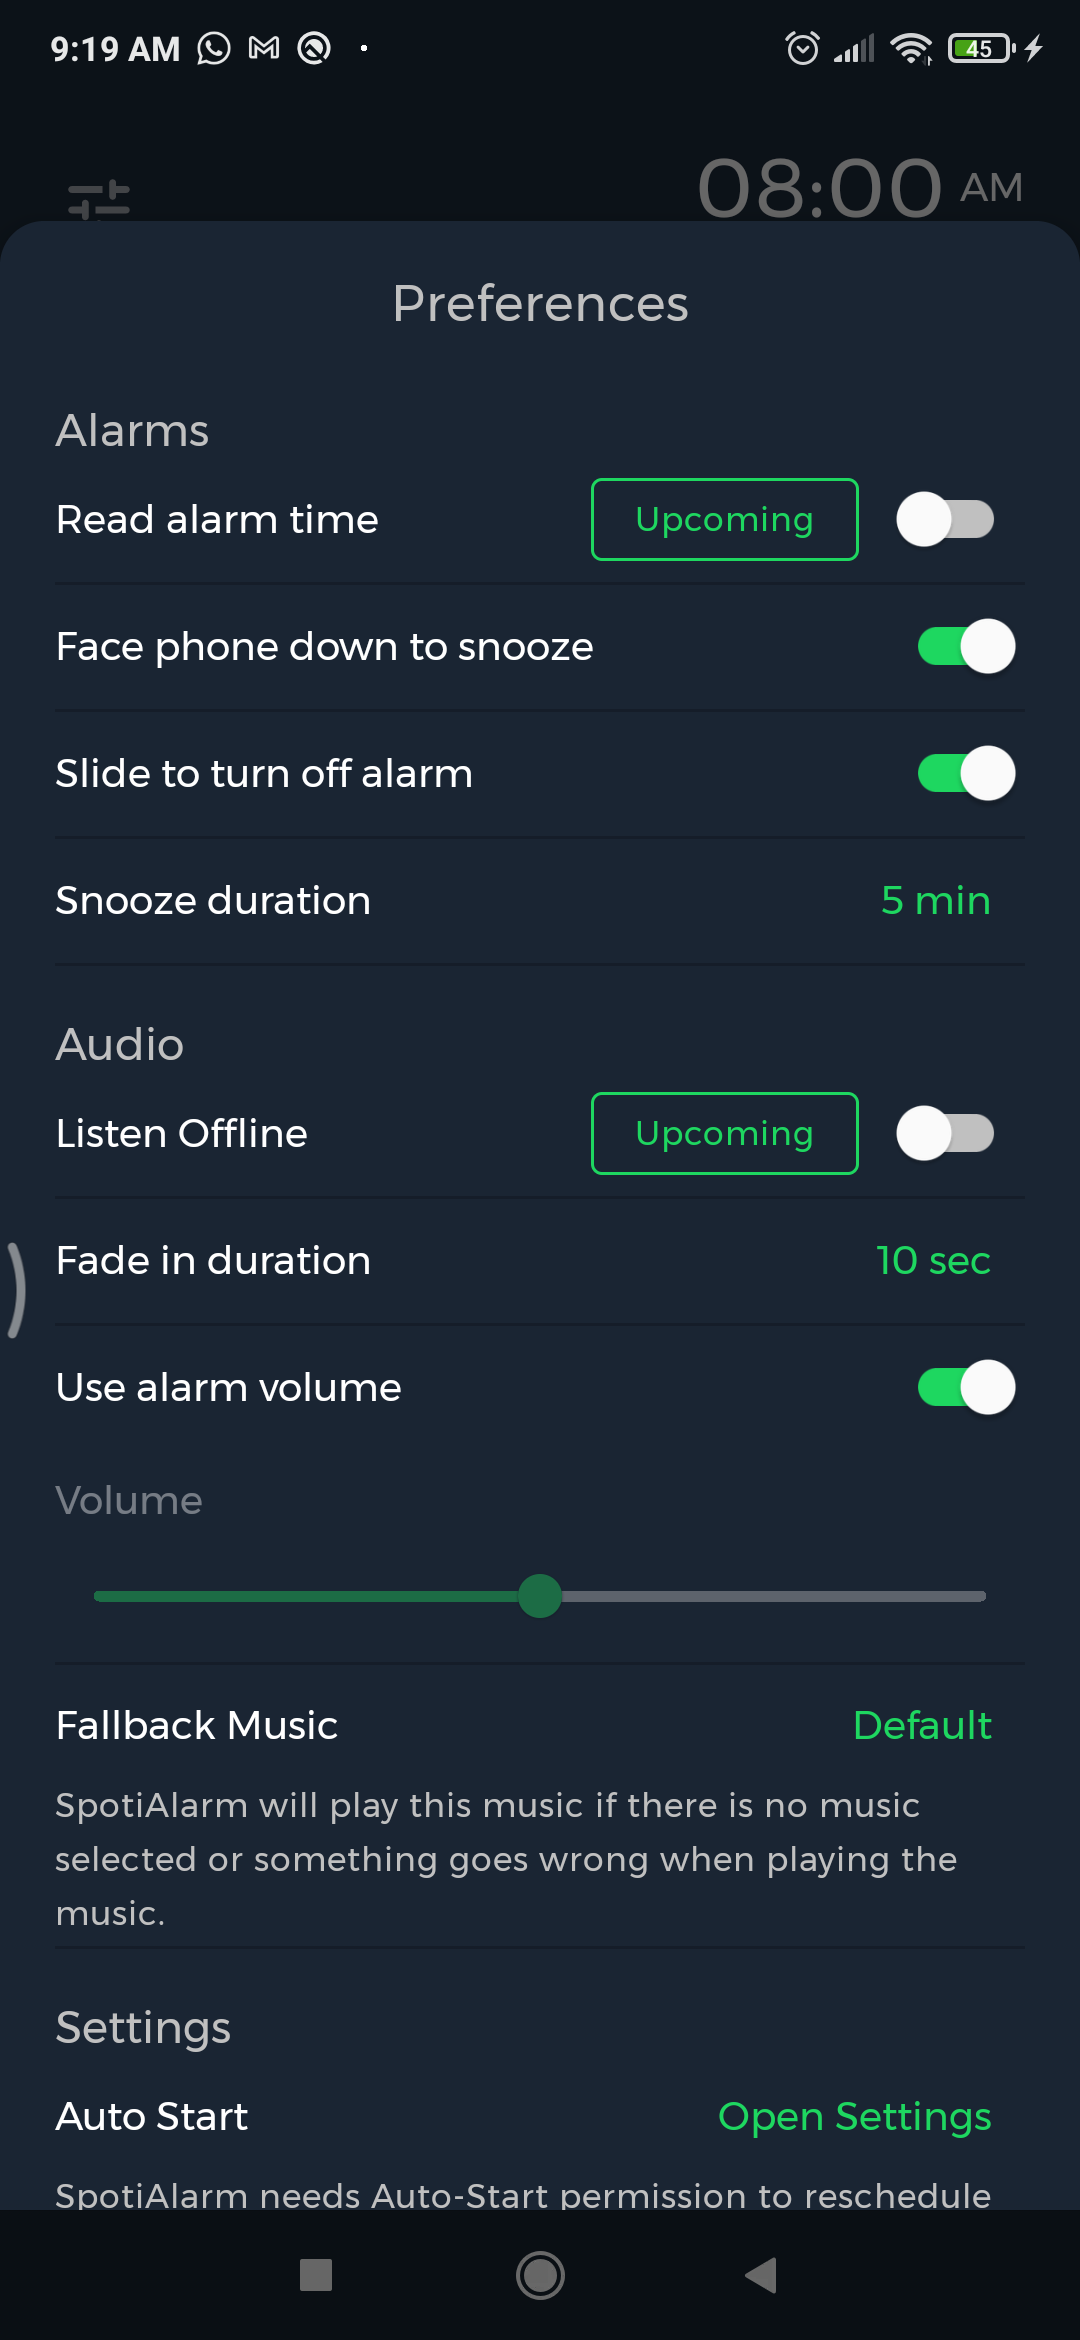 9:19 AM 45
08:00 AM
Preferences
Alarms
Read alarm time Upcoming
Face phone down to snooze
Slide to turn off alarm
Snooze duration 5 min
Audio
Listen Offline Upcoming
Fade in duration 10 sec
Use alarm volume
Volume
Fallback Music Default
SpotiAlarm will play this music if there is no music
selected or something goes wrong when playing the
music.
Settings
Auto Start Open Settings
SpotiAlarm needs Auto-Start permission to reschedule